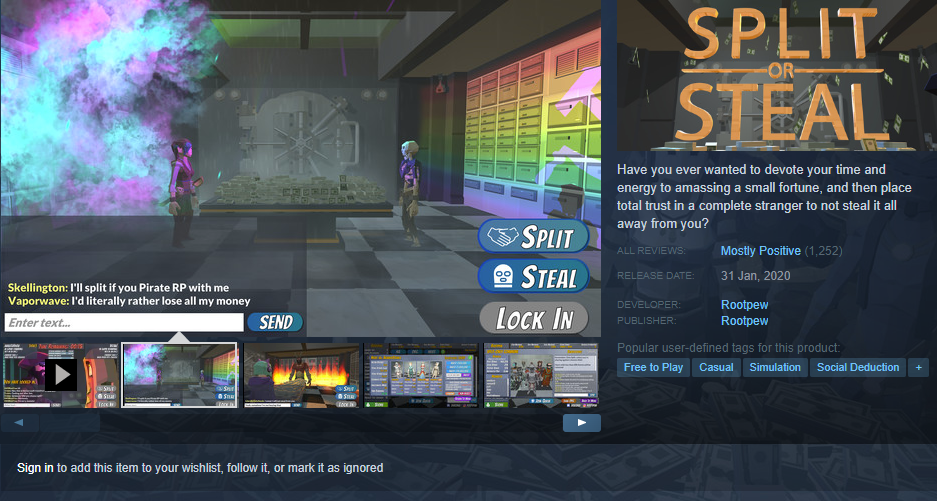 SPLIT
OR
STEAL
Have you ever wanted to devote your time and
energy to amassing a small fortune, and then place
total trust in a complete stranger to not steal it all
away from you?
ALL REVIEWS: Mostly Positive (1,252)
RELEASE DATE: 31 Jan, 2020
DEVELOPER: Rootpew
PUBLISHER: Rootpew
Popular user-defined tags for this product:
Free to Play Casual Simulation Social Deduction +
SPLIT
STEAL
LOCK IN
Skellington: I'll split if you Pirate RP with me
Vaporwave: I'd literally rather lose all my money
Enter text...
SEND
Sign in to add this item to your wishlist, follow it, or mark it as ignored